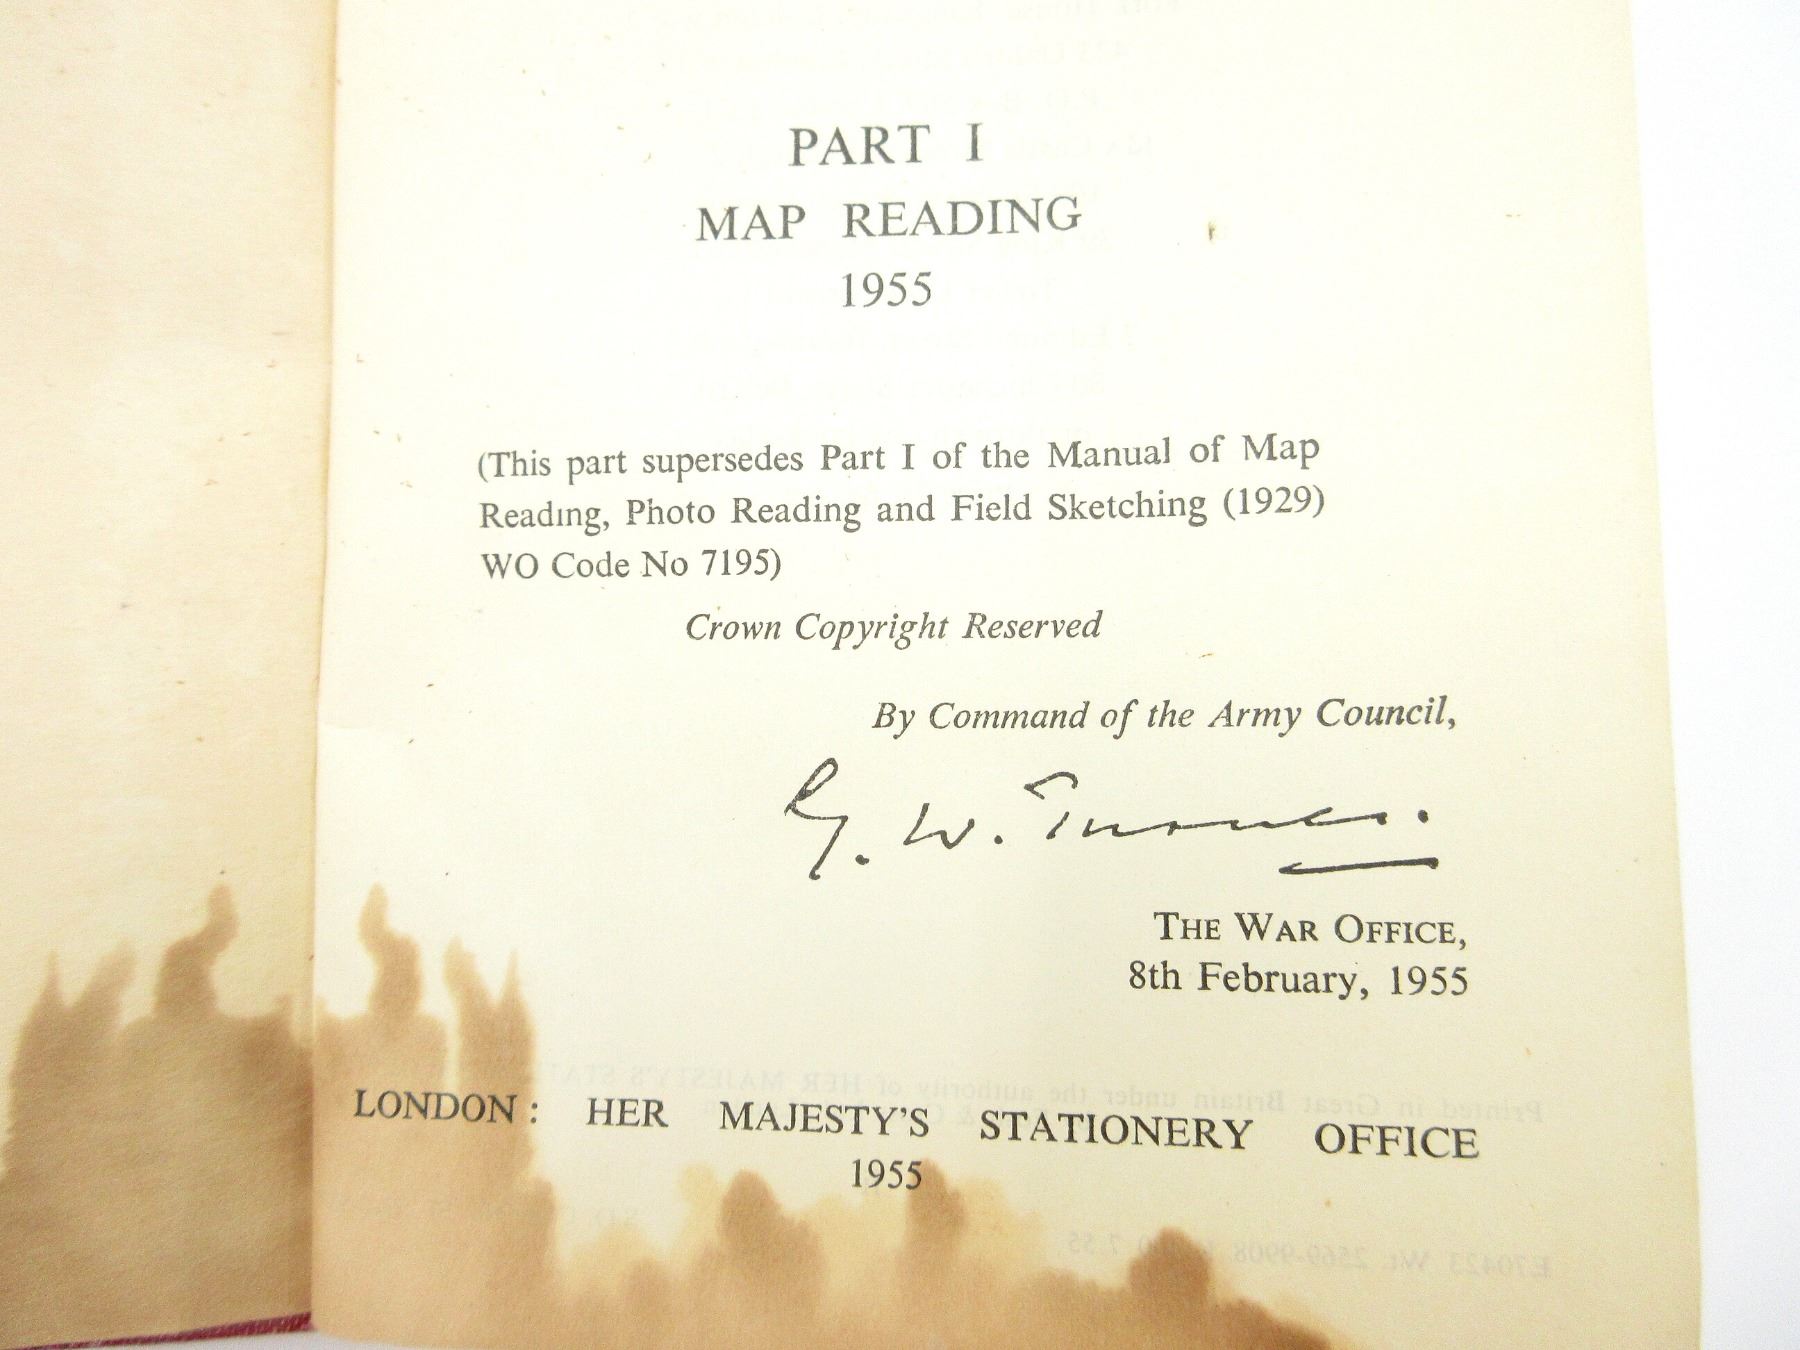 PART I
MAP READING
1955
(This part supersedes Part I of the Manual of Map
Reading, Photo Reading and Field Sketching (1929)
WO Code No 7195)
Crown Copyright Reserved
By Command of the Army Council,
G. W. Turner.
THE WAR OFFICE,
8th February, 1955
LONDON: HER MAJESTY'S STATIONERY OFFICE
1955